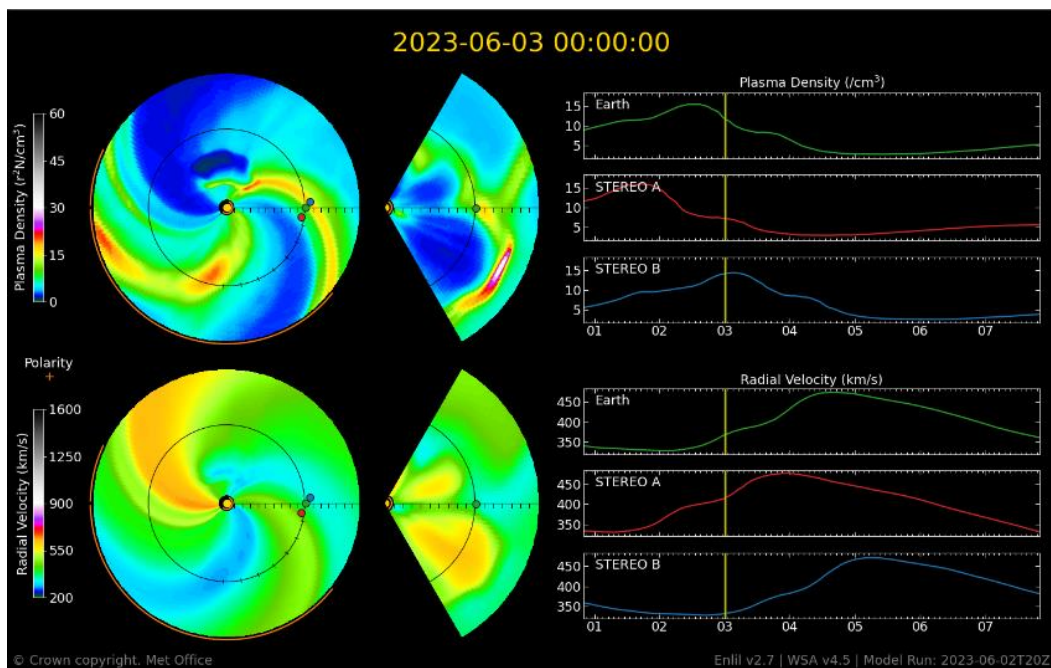 2023-06-03 00:00:00
Plasma Density (r²N/cm³)
60
45
30
15
0
Polarity
+
Radial Velocity (km/s)
1600
1250
900
550
200
Plasma Density (/cm³)
Earth
15
10
5
STEREO A
15
10
5
STEREO B
15
10
5
01 02 03 04 05 06 07
Radial Velocity (km/s)
Earth
450
400
350
STEREO A
450
400
350
STEREO B
450
400
350
01 02 03 04 05 06 07
© Crown copyright. Met Office
Enlil v2.7 | WSA v4.5 | Model Run: 2023-06-02T20Z